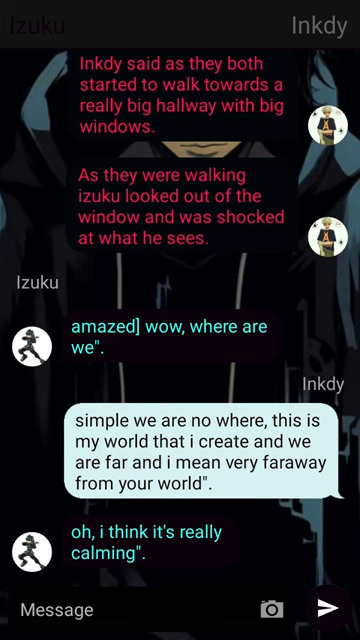 Izuku
Inkdy
Inkdy said as they both
started to walk towards a
really big hallway with big
windows.
As they were walking
izuku looked out of the
window and was shocked
at what he sees.
Izuku
amazed] wow, where are
we".
Inkdy
simple we are no where, this is
my world that i create and we
are far and i mean very faraway
from your world".
oh, i think it's really
calming".
Message